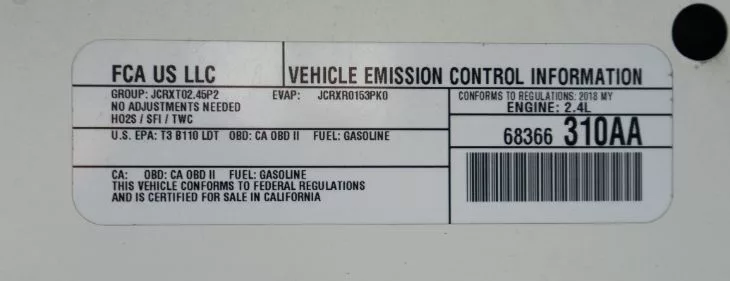 FCA US LLC
VEHICLE EMISSION CONTROL INFORMATION
GROUP: JCRXT02.45P2 EVAP: JCRXR0153PK0
NO ADJUSTMENTS NEEDED
HO2S / SFI / TWC
CONFORMS TO REGULATIONS: 2018 MY
ENGINE: 2.4L
U.S. EPA: T3 B110 LDT OBD: CA OBD II FUEL: GASOLINE
68366 310AA
CA: OBD: CA OBD II FUEL: GASOLINE
THIS VEHICLE CONFORMS TO FEDERAL REGULATIONS
AND IS CERTIFIED FOR SALE IN CALIFORNIA